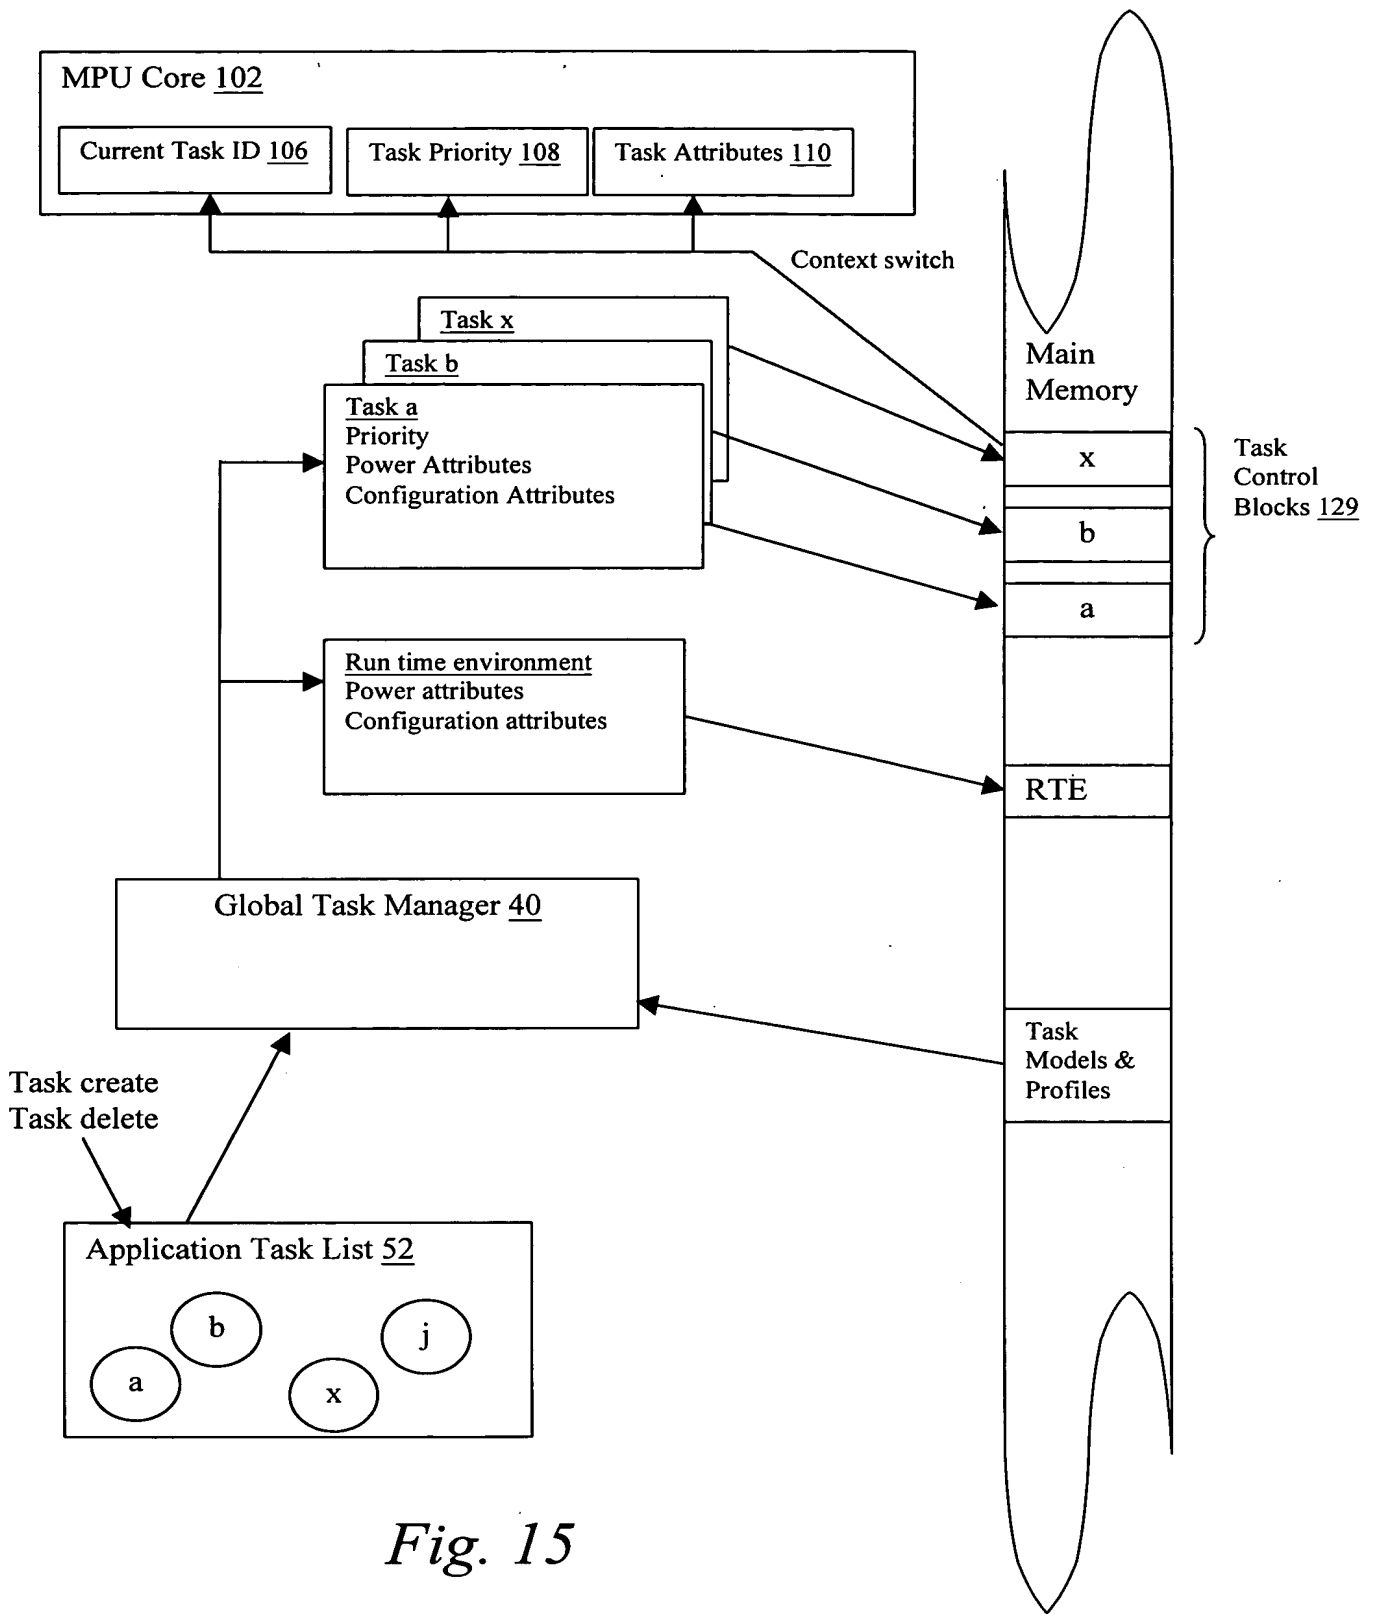 MPU Core 102
Current Task ID 106
Task Priority 108
Task Attributes 110
Context switch
Task x
Task b
Task a
Priority
Power Attributes
Configuration Attributes
Main
Memory
x
b
a
Task
Control
Blocks 129
Run time environment
Power attributes
Configuration attributes
RTE
Global Task Manager 40
Task
Models &
Profiles
Task create
Task delete
Application Task List 52
b
j
a
x
Fig. 15